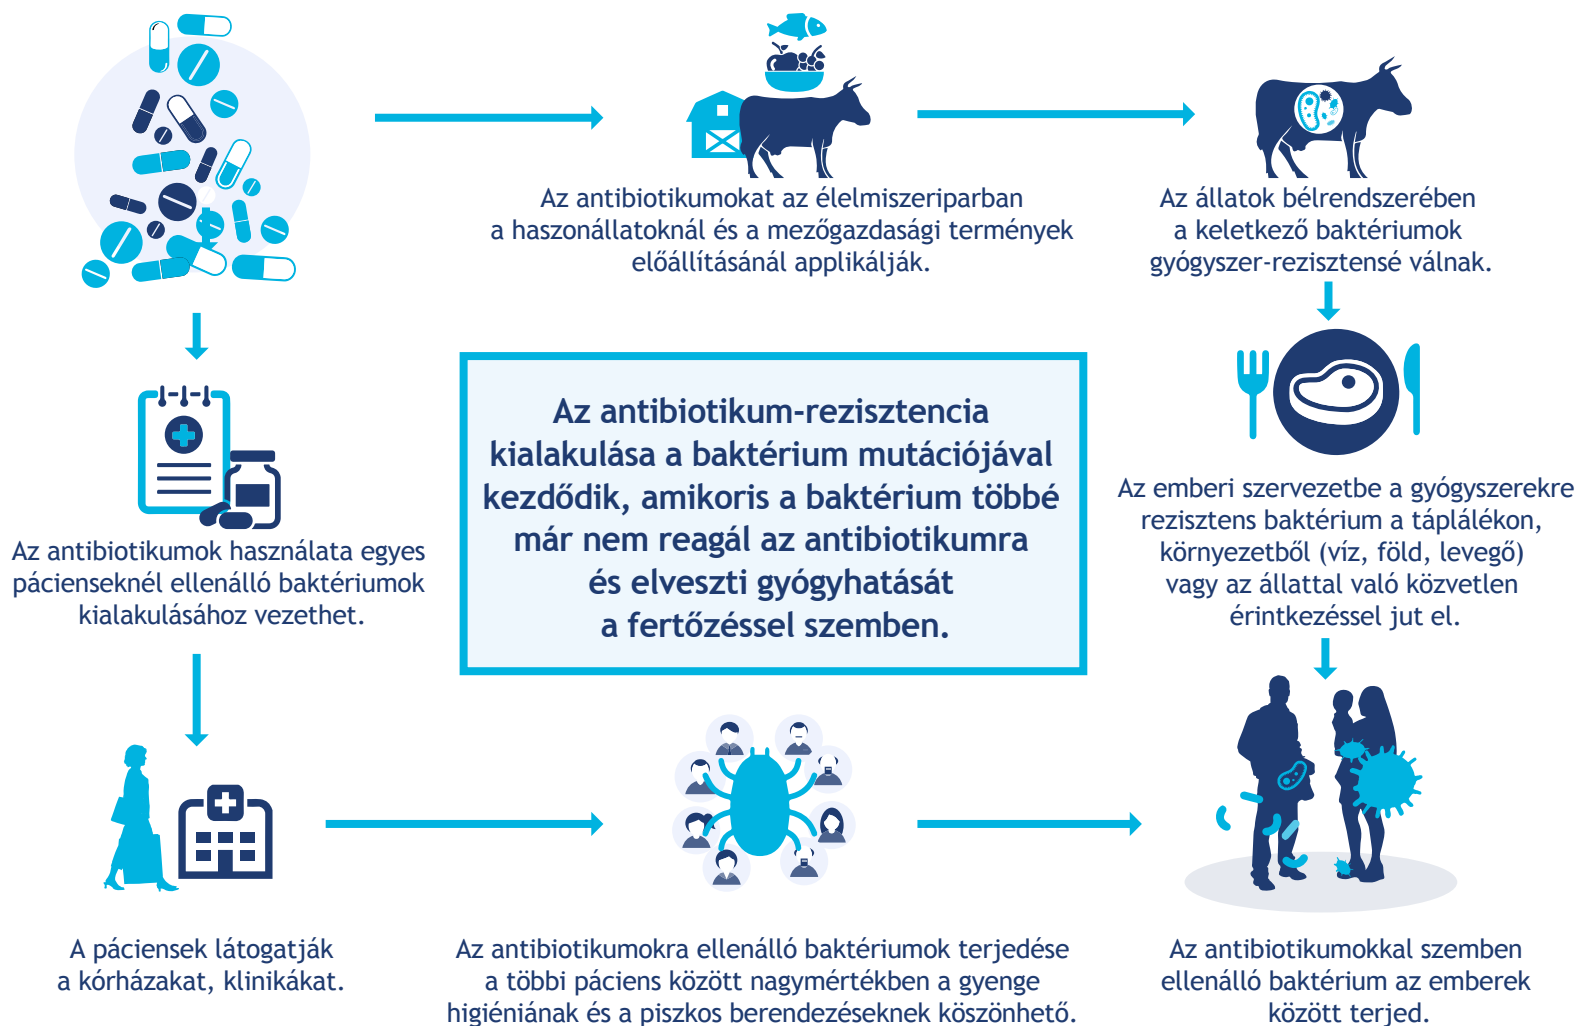 Az antibiotikumokat az élelmiszeriparban
a haszonállatoknál és a mezőgazdasági termények
előállításánál applikálják.
Az állatok bélrendszerében
a keletkező baktériumok
gyógyszer-rezisztensé válnak.
Az antibiotikum-rezisztencia
kialakulása a baktérium mutációjával
kezdődik, amikoris a baktérium többé
már nem reagál az antibiotikumra
és elveszti gyógyhatását
a fertőzéssel szemben.
Az emberi szervezetbe a gyógyszerekre
rezisztens baktérium a táplálékon,
környezetből (víz, föld, levegő)
vagy az állattal való közvetlen
érintkezéssel jut el.
Az antibiotikumok használata egyes
pácienseknél ellenálló baktériumok
kialakulásához vezethet.
A páciensek látogatják
a kórházakat, klinikákat.
Az antibiotikumokra ellenálló baktériumok terjedése
a többi páciens között nagymértékben a gyenge
higiéniának és a piszkos berendezéseknek köszönhető.
Az antibiotikumokkal szemben
ellenálló baktérium az emberek
között terjed.